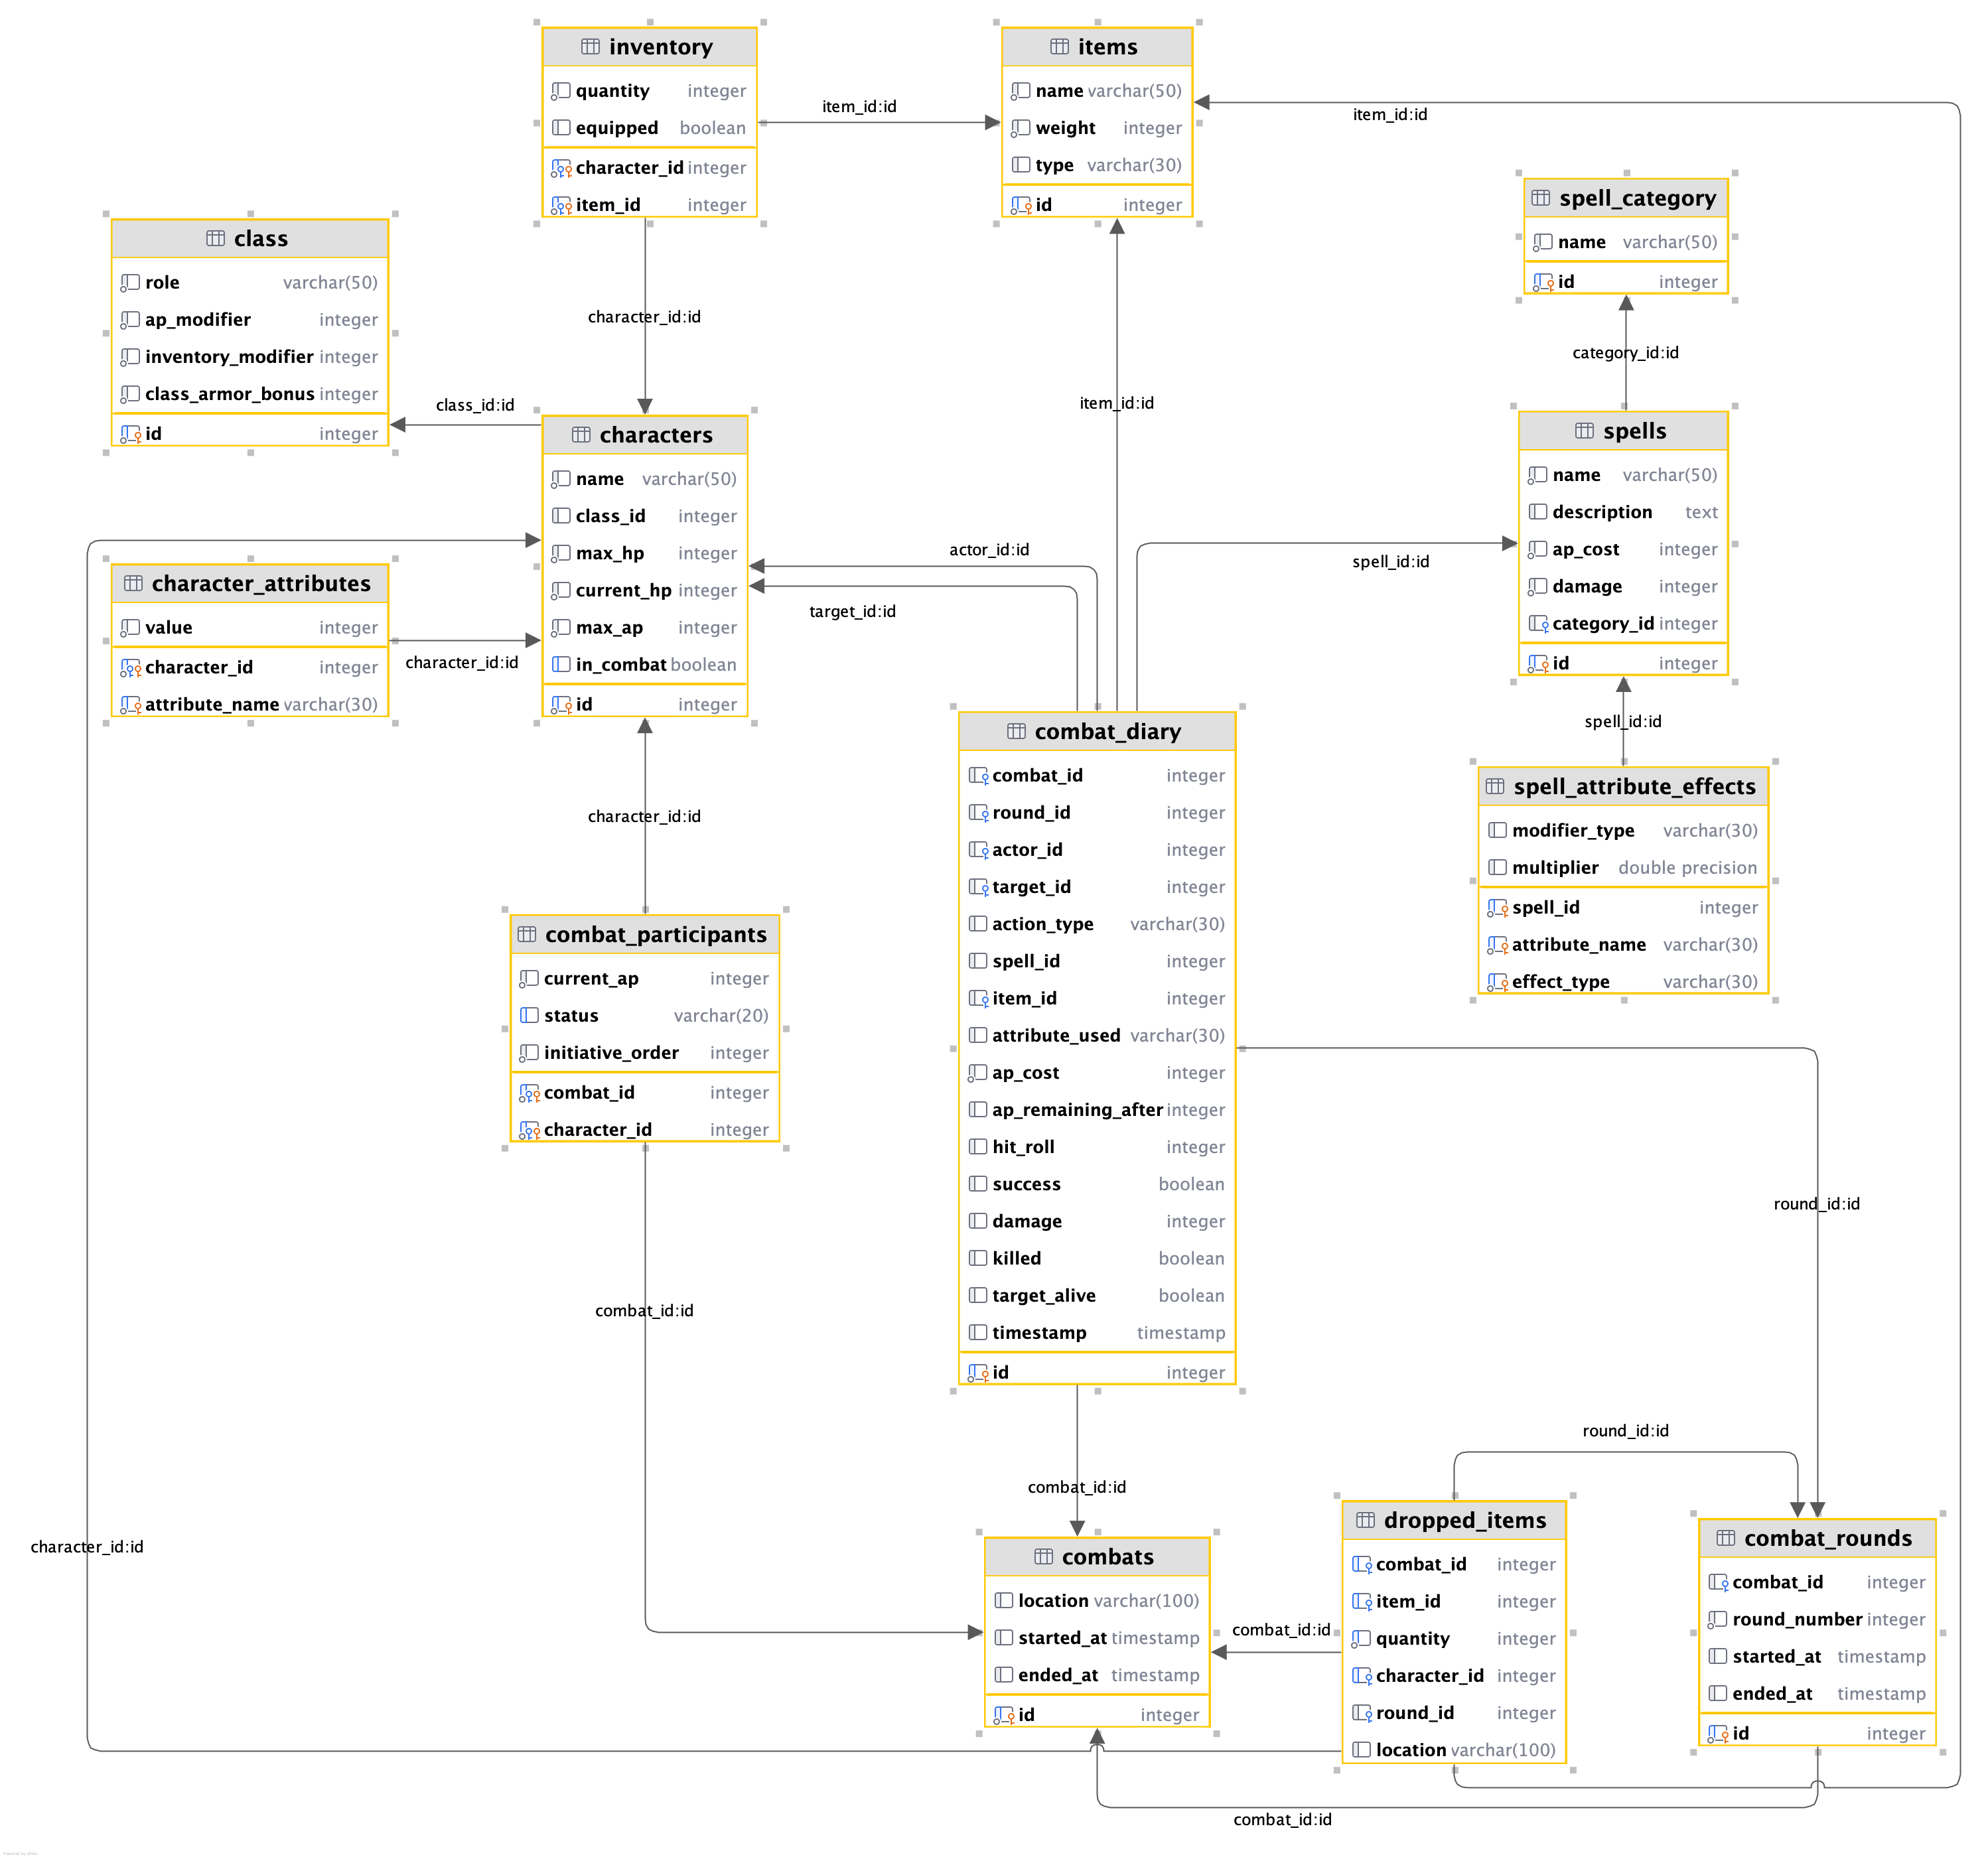 inventory
quantity integer
equipped boolean
character_id integer
item_id integer
item_id:id
items
name varchar(50)
weight integer
type varchar(30)
id integer
item_id:id
spell_category
name varchar(50)
id integer
class
role varchar(50)
ap_modifier integer
inventory_modifier integer
class_armor_bonus integer
id integer
character_id:id
category_id:id
class_id:id
item_id:id
characters
name varchar(50)
class_id integer
max_hp integer
current_hp integer
max_ap integer
in_combat boolean
id integer
spells
name varchar(50)
description text
ap_cost integer
damage integer
category_id integer
id integer
actor_id:id
target_id:id
spell_id:id
character_attributes
value integer
character_id integer
attribute_name varchar(30)
character_id:id
spell_id:id
combat_diary
combat_id integer
round_id integer
actor_id integer
target_id integer
action_type varchar(30)
spell_id integer
item_id integer
attribute_used varchar(30)
ap_cost integer
ap_remaining_after integer
hit_roll integer
success boolean
damage integer
killed boolean
target_alive boolean
timestamp timestamp
id integer
spell_attribute_effects
modifier_type varchar(30)
multiplier double precision
spell_id integer
attribute_name varchar(30)
effect_type varchar(30)
character_id:id
combat_participants
current_ap integer
status varchar(20)
initiative_order integer
combat_id integer
character_id integer
round_id:id
combat_id:id
round_id:id
combat_id:id
character_id:id
combats
location varchar(100)
started_at timestamp
ended_at timestamp
id integer
combat_id:id
dropped_items
combat_id integer
item_id integer
quantity integer
character_id integer
round_id integer
location varchar(100)
combat_rounds
combat_id integer
round_number integer
started_at timestamp
ended_at timestamp
id integer
combat_id:id